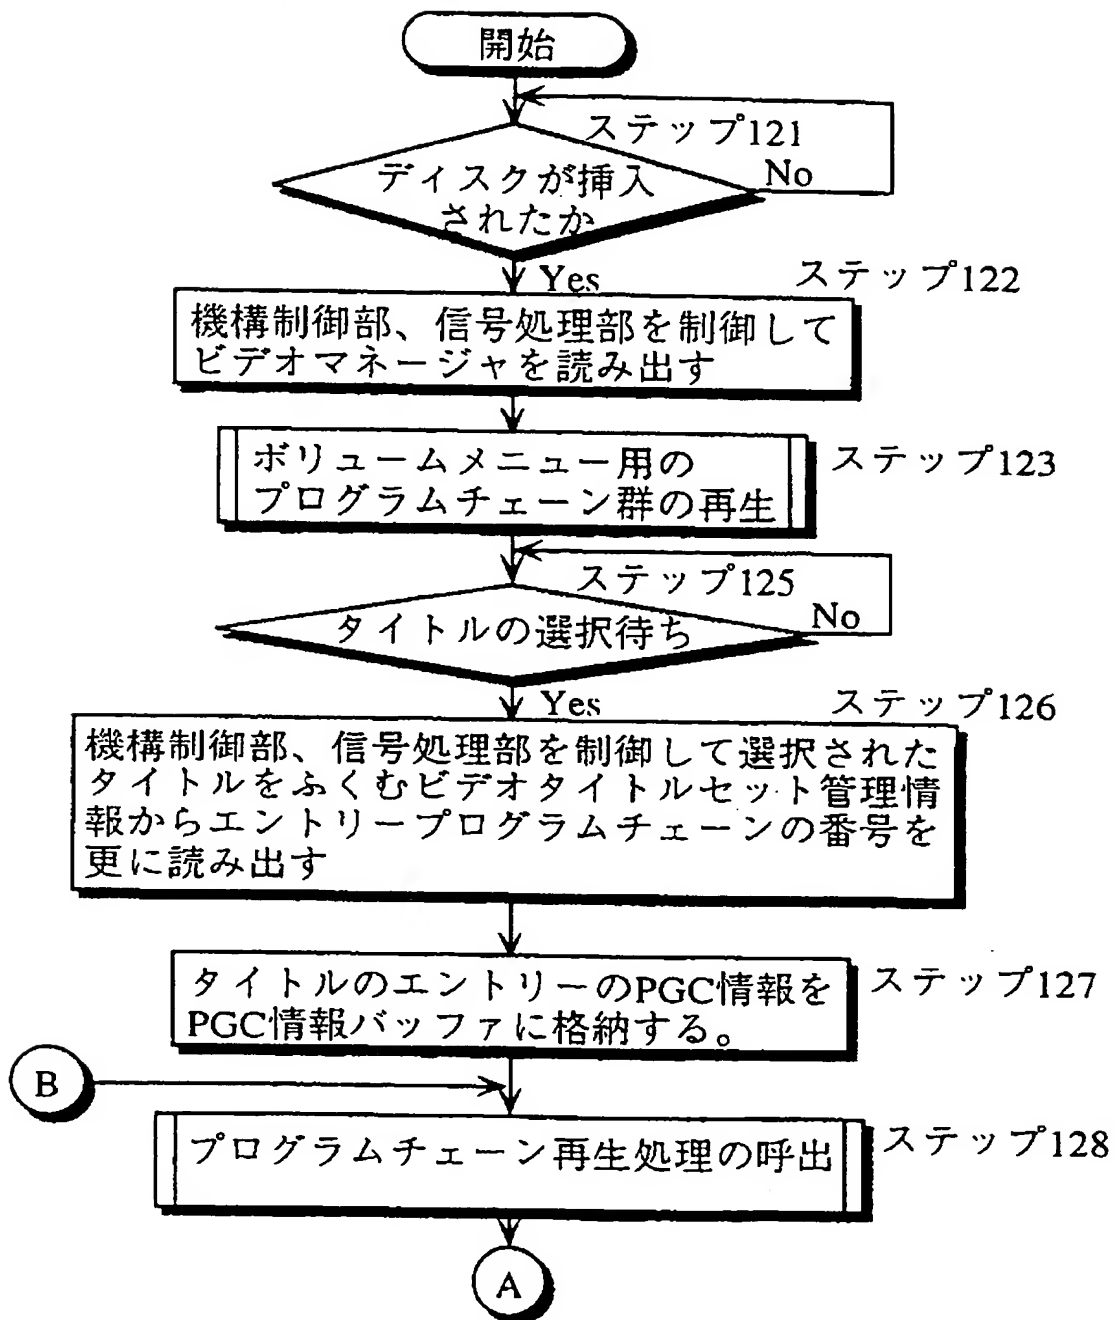 開始
ステップ121
ディスクが挿入
されたか
No
Yes
ステップ122
機構制御部、信号処理部を制御して
ビデオマネージャを読み出す
ボリュームメニュー用の
プログラムチェーン群の再生
ステップ123
ステップ125
タイトルの選択待ち
No
Yes
ステップ126
機構制御部、信号処理部を制御して選択された
タイトルをふくむビデオタイトルセット管理情
報からエントリープログラムチェーンの番号を
更に読み出す
タイトルのエントリーのPGC情報を
PGC情報バッファに格納する。
ステップ127
B
プログラムチェーン再生処理の呼出
ステップ128
A